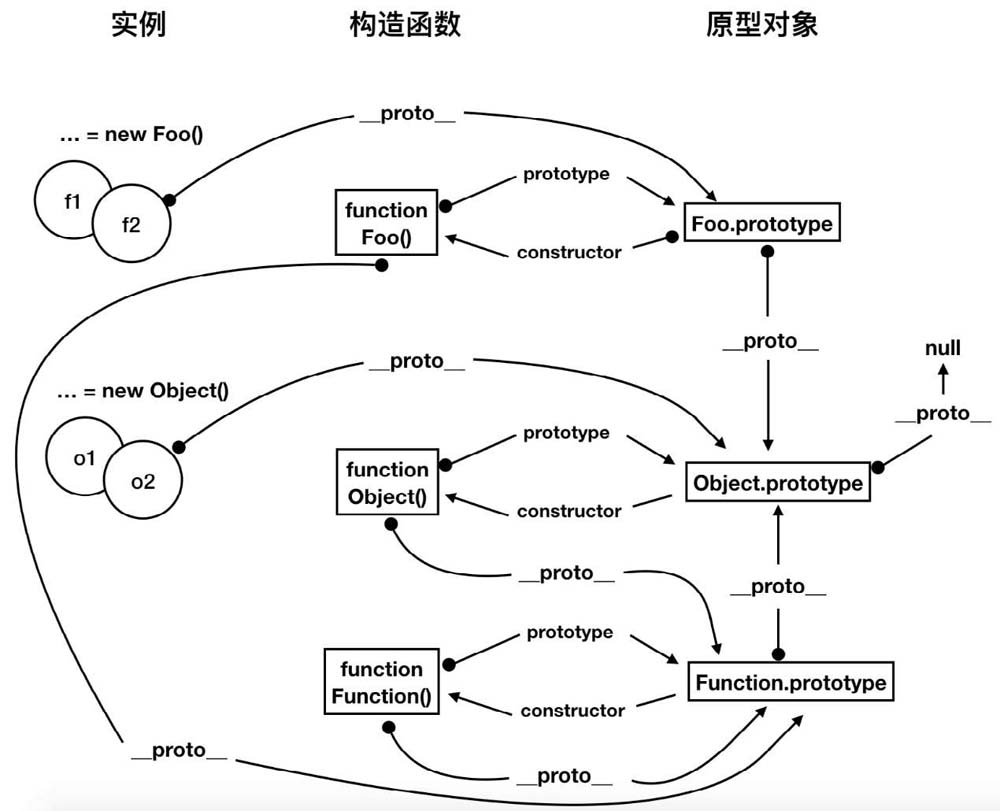 实例
构造函数
原型对象
__proto__
… = new Foo()
prototype
f1
f2
function
Foo()
Foo.prototype
constructor
__proto__
null
__proto__
… = new Object()
__proto__
prototype
o1
o2
function
Object()
Object.prototype
constructor
__proto__
__proto__
prototype
function
Function()
Function.prototype
constructor
__proto__
__proto__